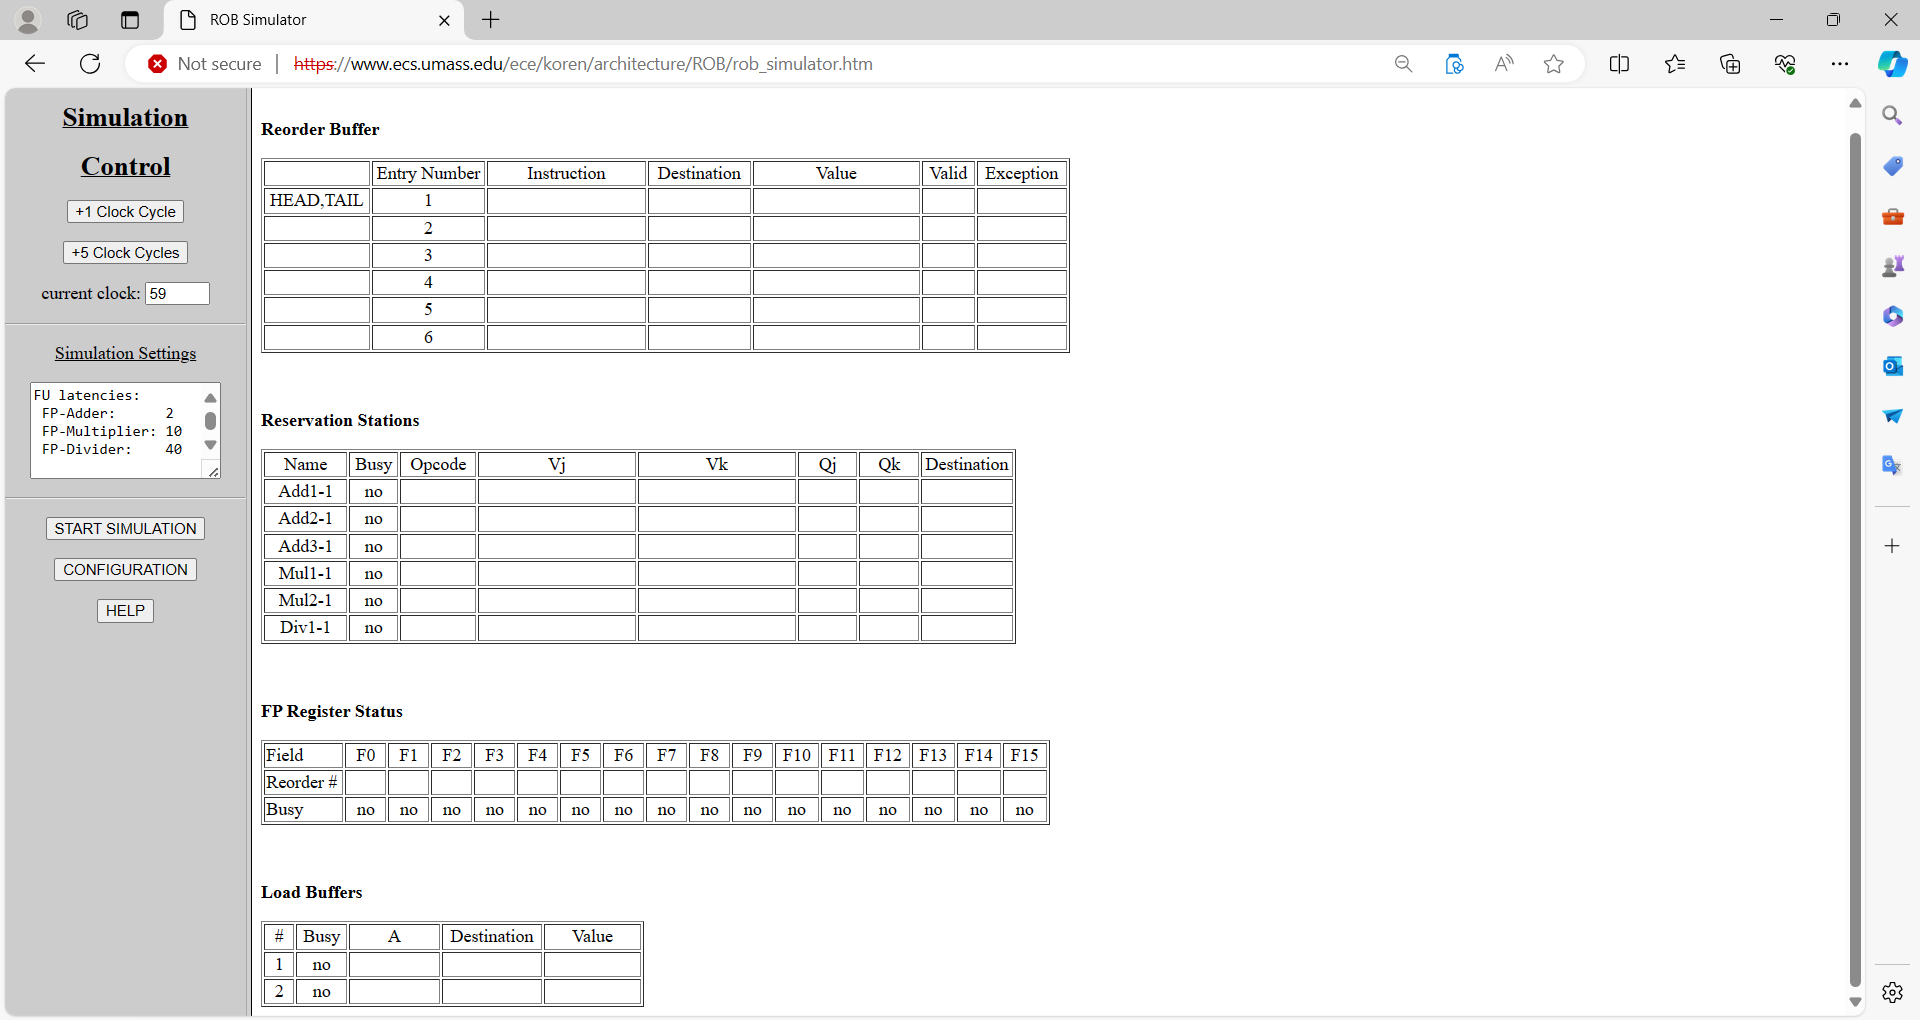 ROB Simulator
Not secure | https://www.ecs.umass.edu/ece/koren/architecture/ROB/rob_simulator.htm
Simulation
Control
+1 Clock Cycle
+5 Clock Cycles
current clock: 59
Simulation Settings
FU latencies:
FP-Adder: 2
FP-Multiplier: 10
FP-Divider: 40
START SIMULATION
CONFIGURATION
HELP
Reorder Buffer
Entry Number Instruction Destination Value Valid Exception
HEAD,TAIL 1
2
3
4
5
6
Reservation Stations
Name Busy Opcode Vj Vk Qj Qk Destination
Add1-1 no
Add2-1 no
Add3-1 no
Mul1-1 no
Mul2-1 no
Div1-1 no
FP Register Status
Field F0 F1 F2 F3 F4 F5 F6 F7 F8 F9 F10 F11 F12 F13 F14 F15
Reorder #
Busy no no no no no no no no no no no no no no no no
Load Buffers
# Busy A Destination Value
1 no
2 no